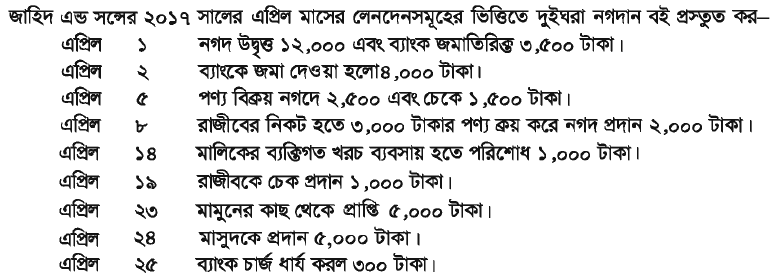 জাহিদ এন্ড সন্সের ২০১৭ সালের এপ্রিল মাসের লেনদেনসমূহের ভিত্তিতে দুইঘরা নগদান বই প্রস্তুত কর–
এপ্রিল ১ নগদ উদ্বৃত্ত ১২,০০০ এবং ব্যাংক জমাতিরিক্ত ৩,৫০০ টাকা।
এপ্রিল ২ ব্যাংকে জমা দেওয়া হলো৪,০০০ টাকা।
এপ্রিল ৫ পণ্য বিক্রয় নগদে ২,৫০০ এবং চেকে ১,৫০০ টাকা।
এপ্রিল ৮ রাজীবের নিকট হতে ৩,০০০ টাকার পণ্য ক্রয় করে নগদ প্রদান ২,০০০ টাকা।
এপ্রিল ১৪ মালিকের ব্যক্তিগত খরচ ব্যবসায় হতে পরিশোধ ১,০০০ টাকা।
এপ্রিল ১৯ রাজীবকে চেক প্রদান ১,০০০ টাকা।
এপ্রিল ২৩ মামুনের কাছ থেকে প্রাপ্তি ৫,০০০ টাকা।
এপ্রিল ২৪ মাসুদকে প্রদান ৫,০০০ টাকা।
এপ্রিল ২৫ ব্যাংক চার্জ ধার্য করল ৩০০ টাকা।